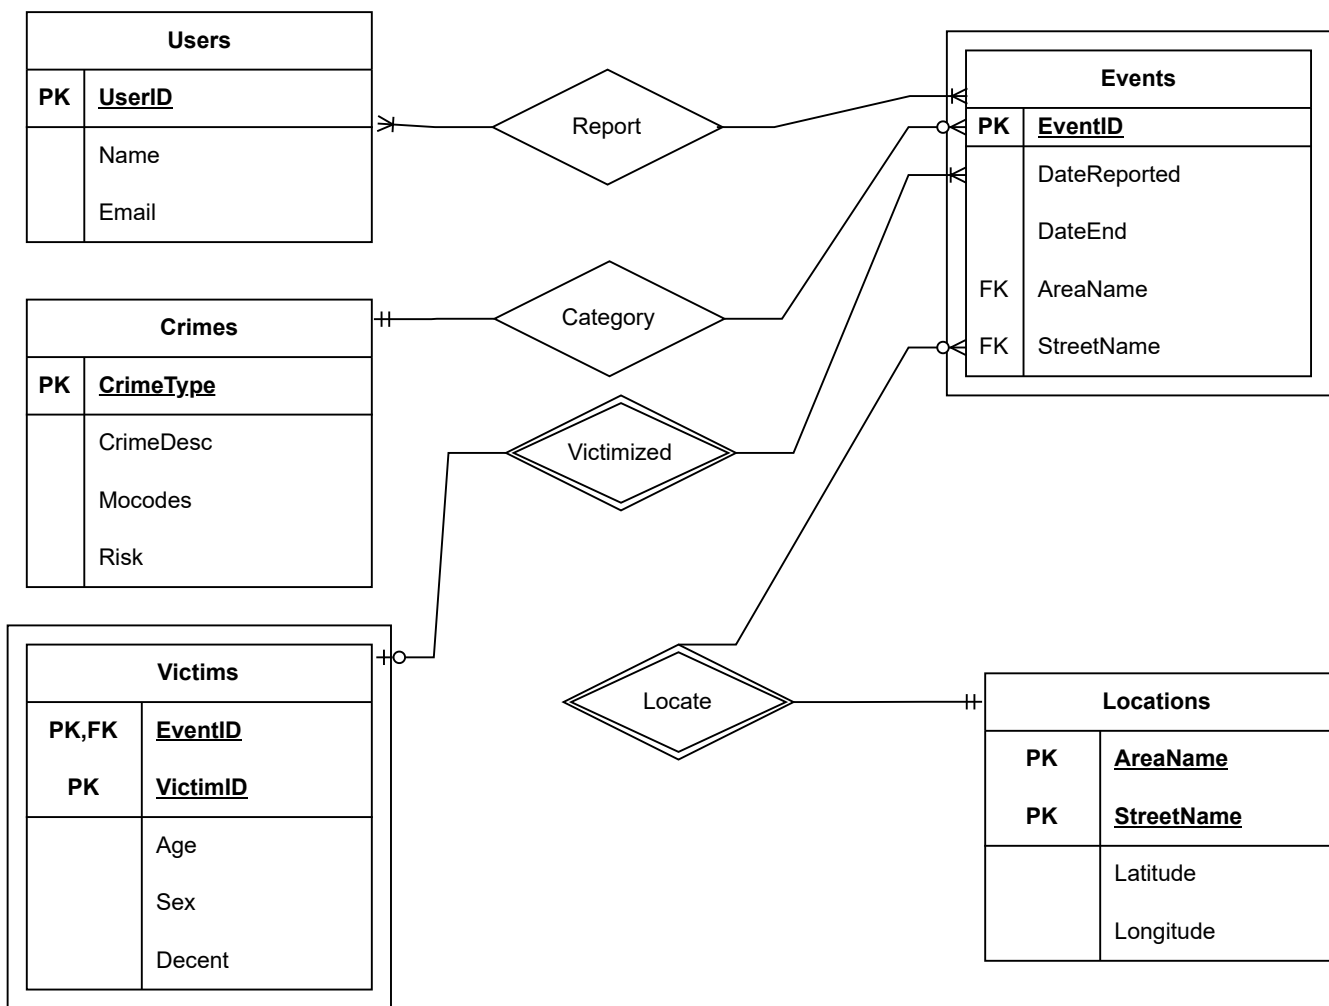 Users
PK UserID
Name
Email
Report
Events
PK EventID
DateReported
DateEnd
FK AreaName
FK StreetName
Crimes
PK CrimeType
CrimeDesc
Mocodes
Risk
Category
Victimized
Victims
PK,FK EventID
PK VictimID
Age
Sex
Decent
Locate
Locations
PK AreaName
PK StreetName
Latitude
Longitude